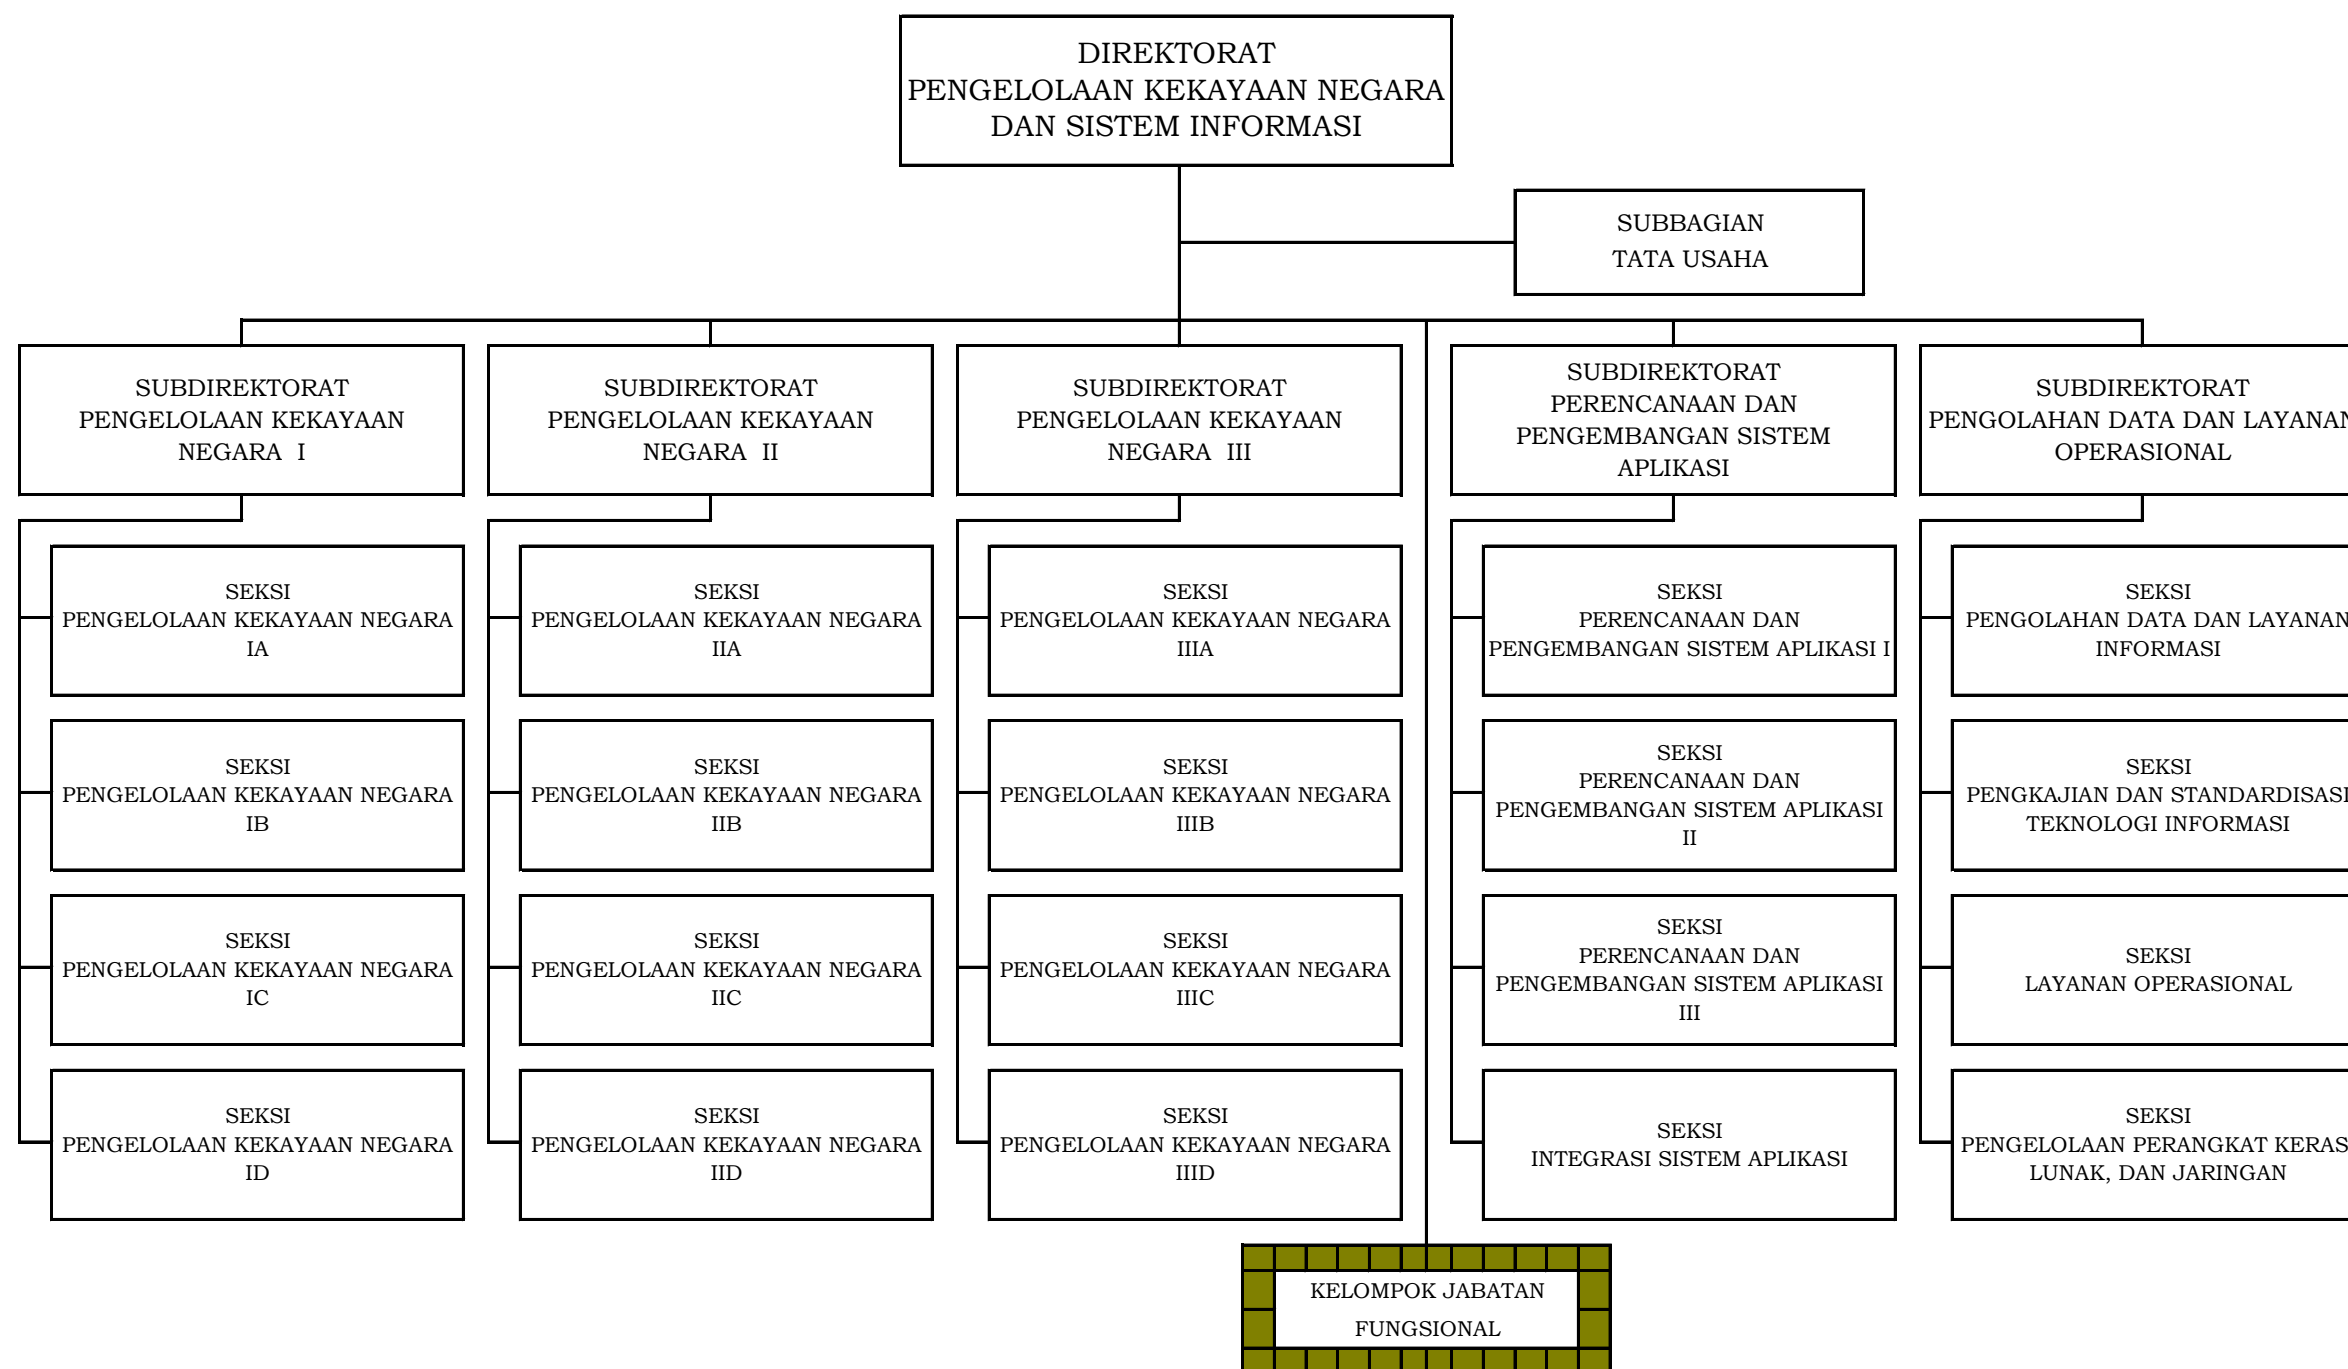 DIREKTORAT
PENGELOLAAN KEKAYAAN NEGARA
DAN SISTEM INFORMASI
SUBBAGIAN
TATA USAHA
SUBDIREKTORAT
PENGELOLAAN KEKAYAAN
NEGARA I
SUBDIREKTORAT
PENGELOLAAN KEKAYAAN
NEGARA II
SUBDIREKTORAT
PENGELOLAAN KEKAYAAN
NEGARA III
SUBDIREKTORAT
PERENCANAAN DAN
PENGEMBANGAN SISTEM
APLIKASI
SUBDIREKTORAT
PENGOLAHAN DATA DAN LAYANAN
OPERASIONAL
SEKSI
PENGELOLAAN KEKAYAAN NEGARA
IA
SEKSI
PENGELOLAAN KEKAYAAN NEGARA
IIA
SEKSI
PENGELOLAAN KEKAYAAN NEGARA
IIIA
SEKSI
PERENCANAAN DAN
PENGEMBANGAN SISTEM APLIKASI I
SEKSI
PENGOLAHAN DATA DAN LAYANAN
INFORMASI
SEKSI
PENGELOLAAN KEKAYAAN NEGARA
IB
SEKSI
PENGELOLAAN KEKAYAAN NEGARA
IIB
SEKSI
PENGELOLAAN KEKAYAAN NEGARA
IIIB
SEKSI
PERENCANAAN DAN
PENGEMBANGAN SISTEM APLIKASI
II
SEKSI
PENGKAJIAN DAN STANDARDISASI
TEKNOLOGI INFORMASI
SEKSI
PENGELOLAAN KEKAYAAN NEGARA
IC
SEKSI
PENGELOLAAN KEKAYAAN NEGARA
IIC
SEKSI
PENGELOLAAN KEKAYAAN NEGARA
IIIC
SEKSI
PERENCANAAN DAN
PENGEMBANGAN SISTEM APLIKASI
III
SEKSI
LAYANAN OPERASIONAL
SEKSI
PENGELOLAAN KEKAYAAN NEGARA
ID
SEKSI
PENGELOLAAN KEKAYAAN NEGARA
IID
SEKSI
PENGELOLAAN KEKAYAAN NEGARA
IIID
SEKSI
INTEGRASI SISTEM APLIKASI
SEKSI
PENGELOLAAN PERANGKAT KERAS
LUNAK, DAN JARINGAN
KELOMPOK JABATAN
FUNGSIONAL